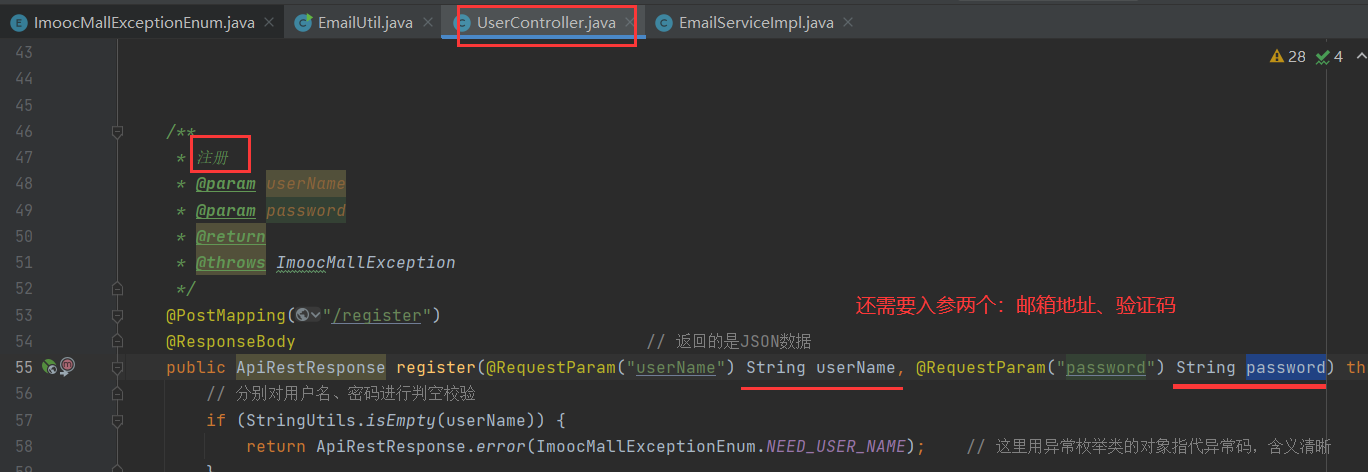 ImoocMallExceptionEnum.java × EmailUtil.java × UserController.java × EmailServiceImpl.java ×
43
28 4
44
45
46 /**
47 * 注册
48 * @param userName
49 * @param password
50 * @return
51 * @throws ImoocMallException
52 */
还需要入参两个：邮箱地址、验证码
53 @PostMapping("/register")
54 @ResponseBody // 返回的是JSON数据
55 public ApiRestResponse register(@RequestParam("userName") String userName, @RequestParam("password") String password) th
56 // 分别对用户名、密码进行判空校验
57 if (StringUtils.isEmpty(userName)) {
58 return ApiRestResponse.error(ImoocMallExceptionEnum.NEED_USER_NAME); // 这里用异常枚举类的对象指代异常码，含义清晰